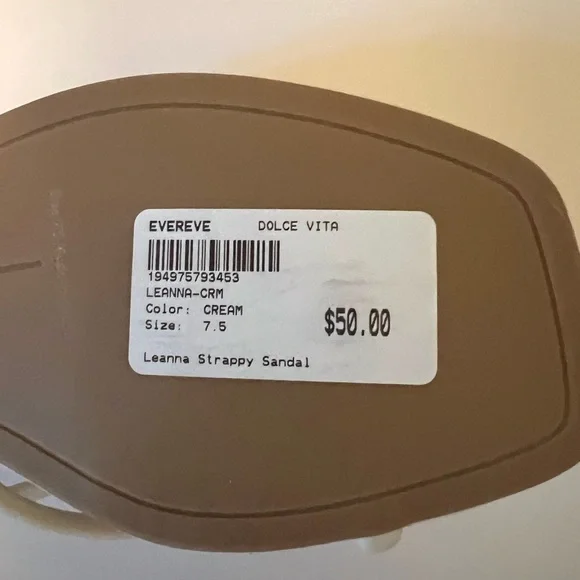 EVEREVE DOLCE VITA
194975793453
LEANNA-CRM
Color: CREAM
Size: 7.5 $50.00
Leanna Strappy Sandal